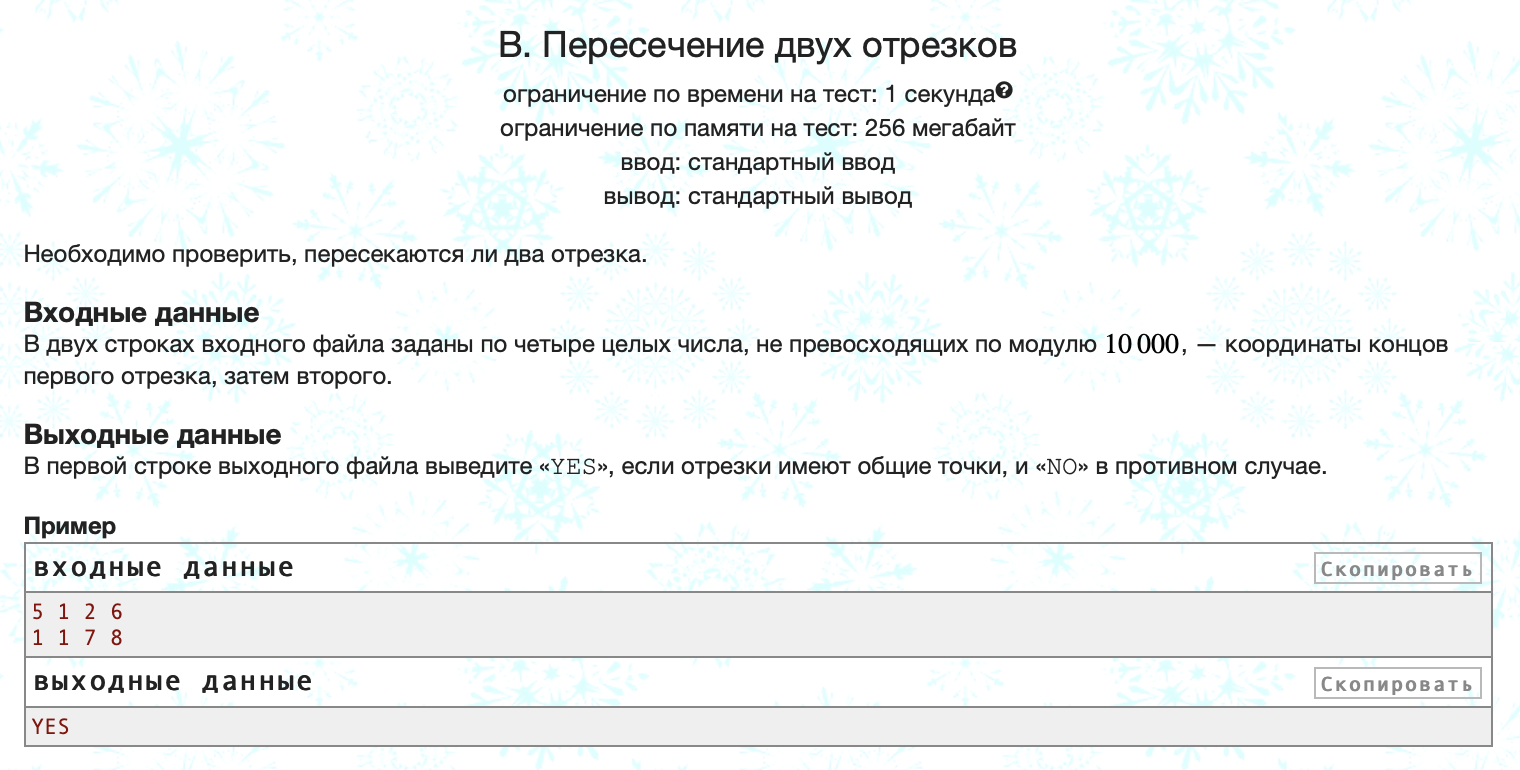 В. Пересечение двух отрезков
ограничение по времени на тест: 1 секунда?
ограничение по памяти на тест: 256 мегабайт
ввод: стандартный ввод
вывод: стандартный вывод
Необходимо проверить, пересекаются ли два отрезка.
Входные данные
В двух строках входного файла заданы по четыре целых числа, не превосходящих по модулю 10 000, — координаты концов
первого отрезка, затем второго.
Выходные данные
В первой строке выходного файла выведите «YES», если отрезки имеют общие точки, и «NO» в противном случае.
Пример
входные данные
Скопировать
5 1 2 6
1 1 7 8
выходные данные
Скопировать
YES